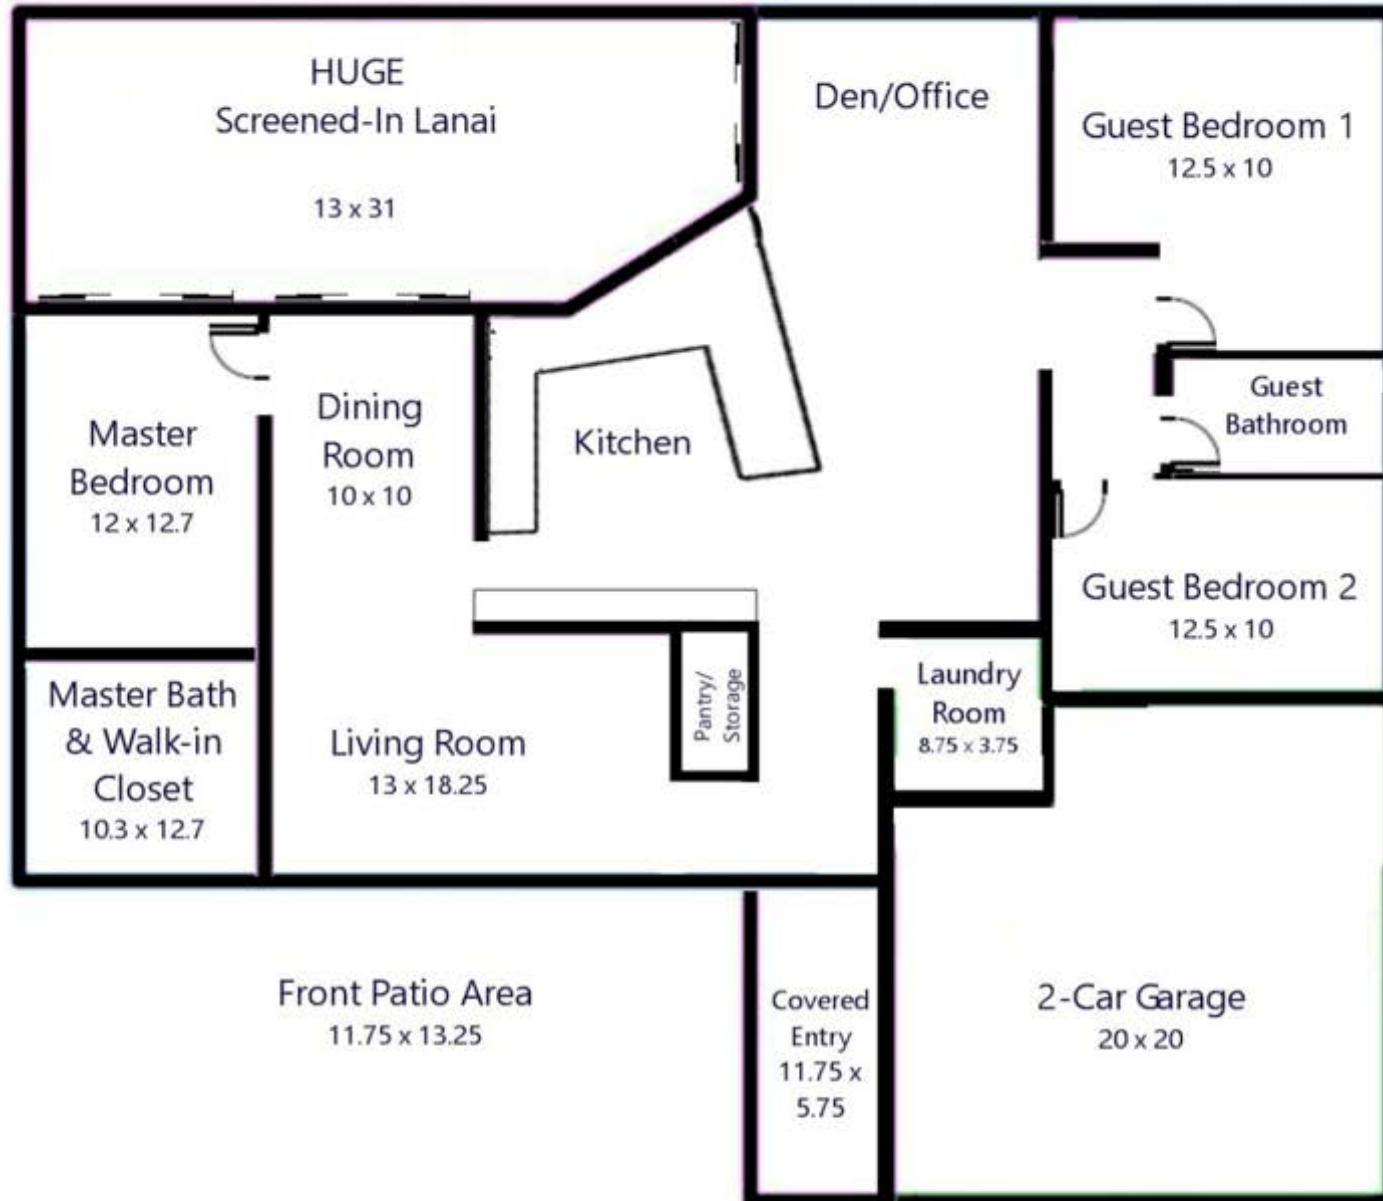 HUGE
Screened-In Lanai
13 x 31
Den/Office
Guest Bedroom 1
12.5 x 10
Master
Bedroom
12 x 12.7
Dining
Room
10 x 10
Kitchen
Guest
Bathroom
Guest Bedroom 2
12.5 x 10
Master Bath
& Walk-in
Closet
10.3 x 12.7
Living Room
13 x 18.25
Pantry/
Storage
Laundry
Room
8.75 x 3.75
Front Patio Area
11.75 x 13.25
Covered
Entry
11.75 x
5.75
2-Car Garage
20 x 20